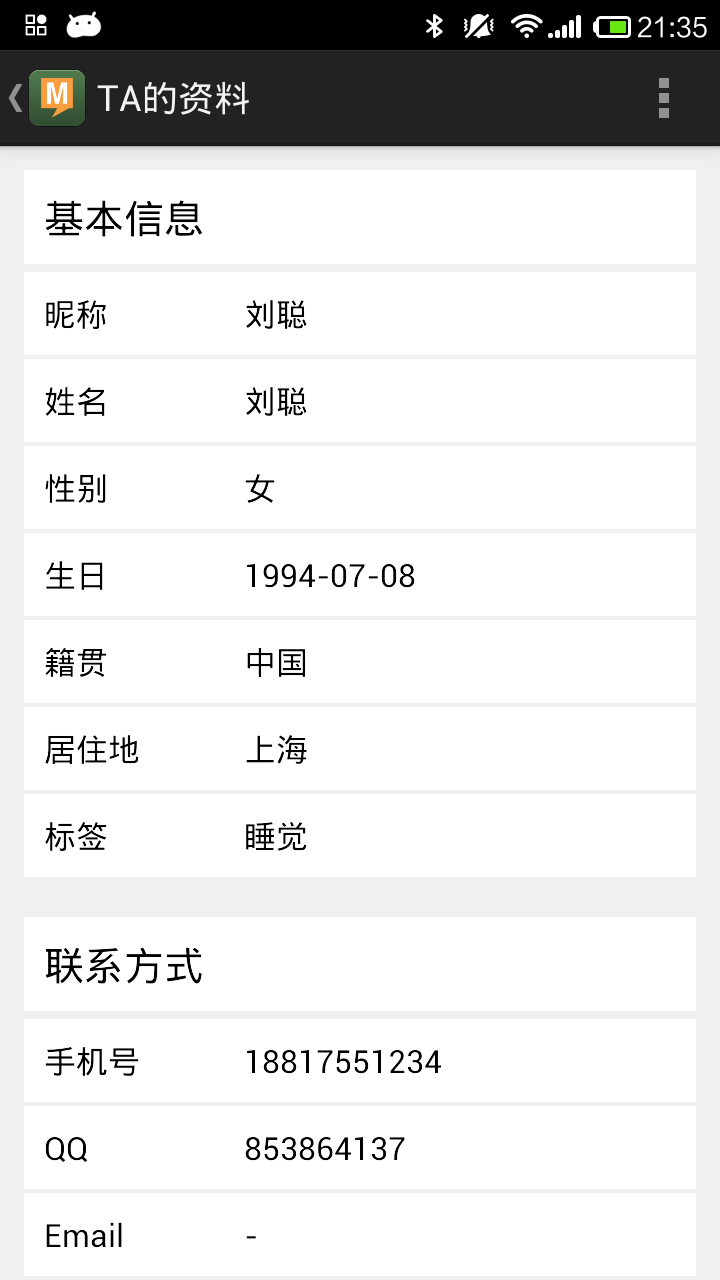 21:35
M TA的资料
基本信息
昵称 刘聪
姓名 刘聪
性别 女
生日 1994-07-08
籍贯 中国
居住地 上海
标签 睡觉
联系方式
手机号 18817551234
QQ 853864137
Email -